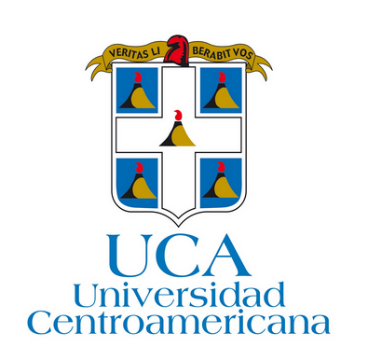 VERITAS LI BERABIT VOS
UCA
Universidad
Centroamericana